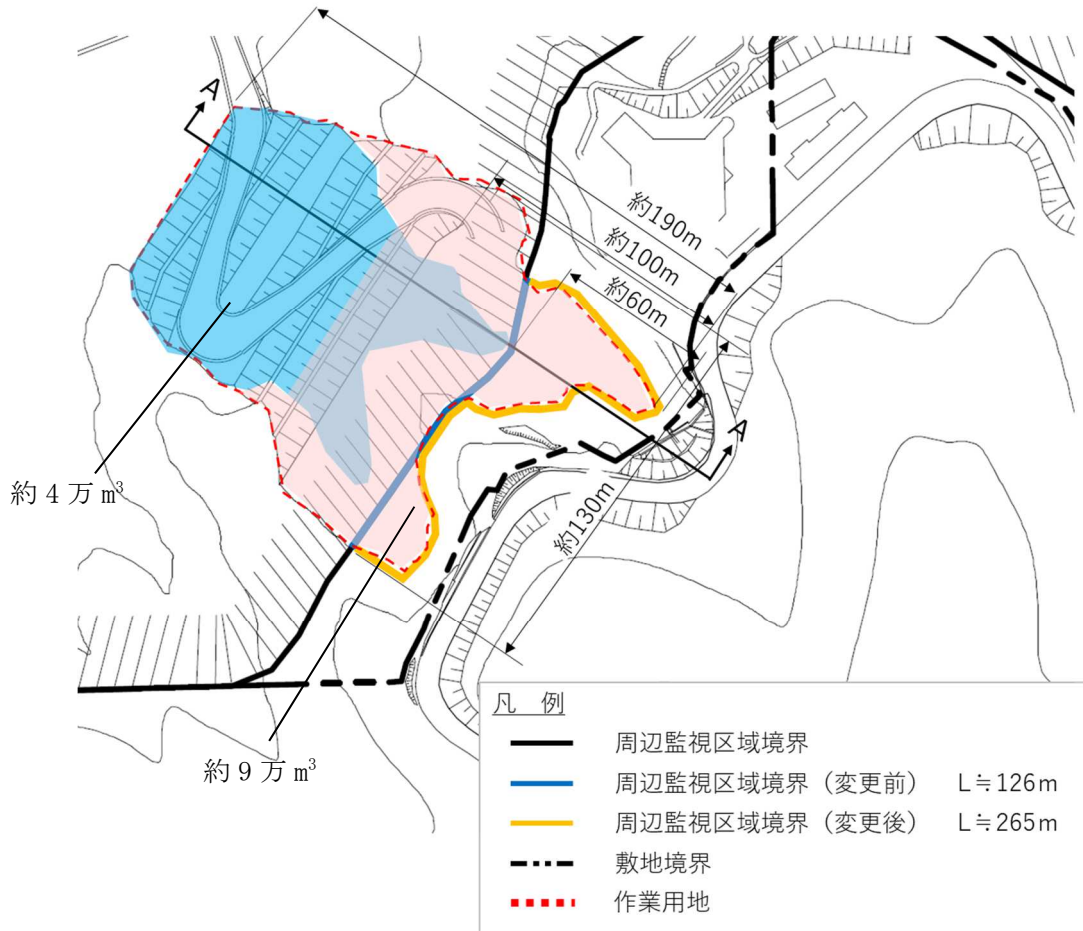 A
約190m
約100m
約60m
A
約130m
約4万m³
約9万m³
凡 例
周辺監視区域境界
周辺監視区域境界（変更前） L≒126m
周辺監視区域境界（変更後） L≒265m
敷地境界
作業用地